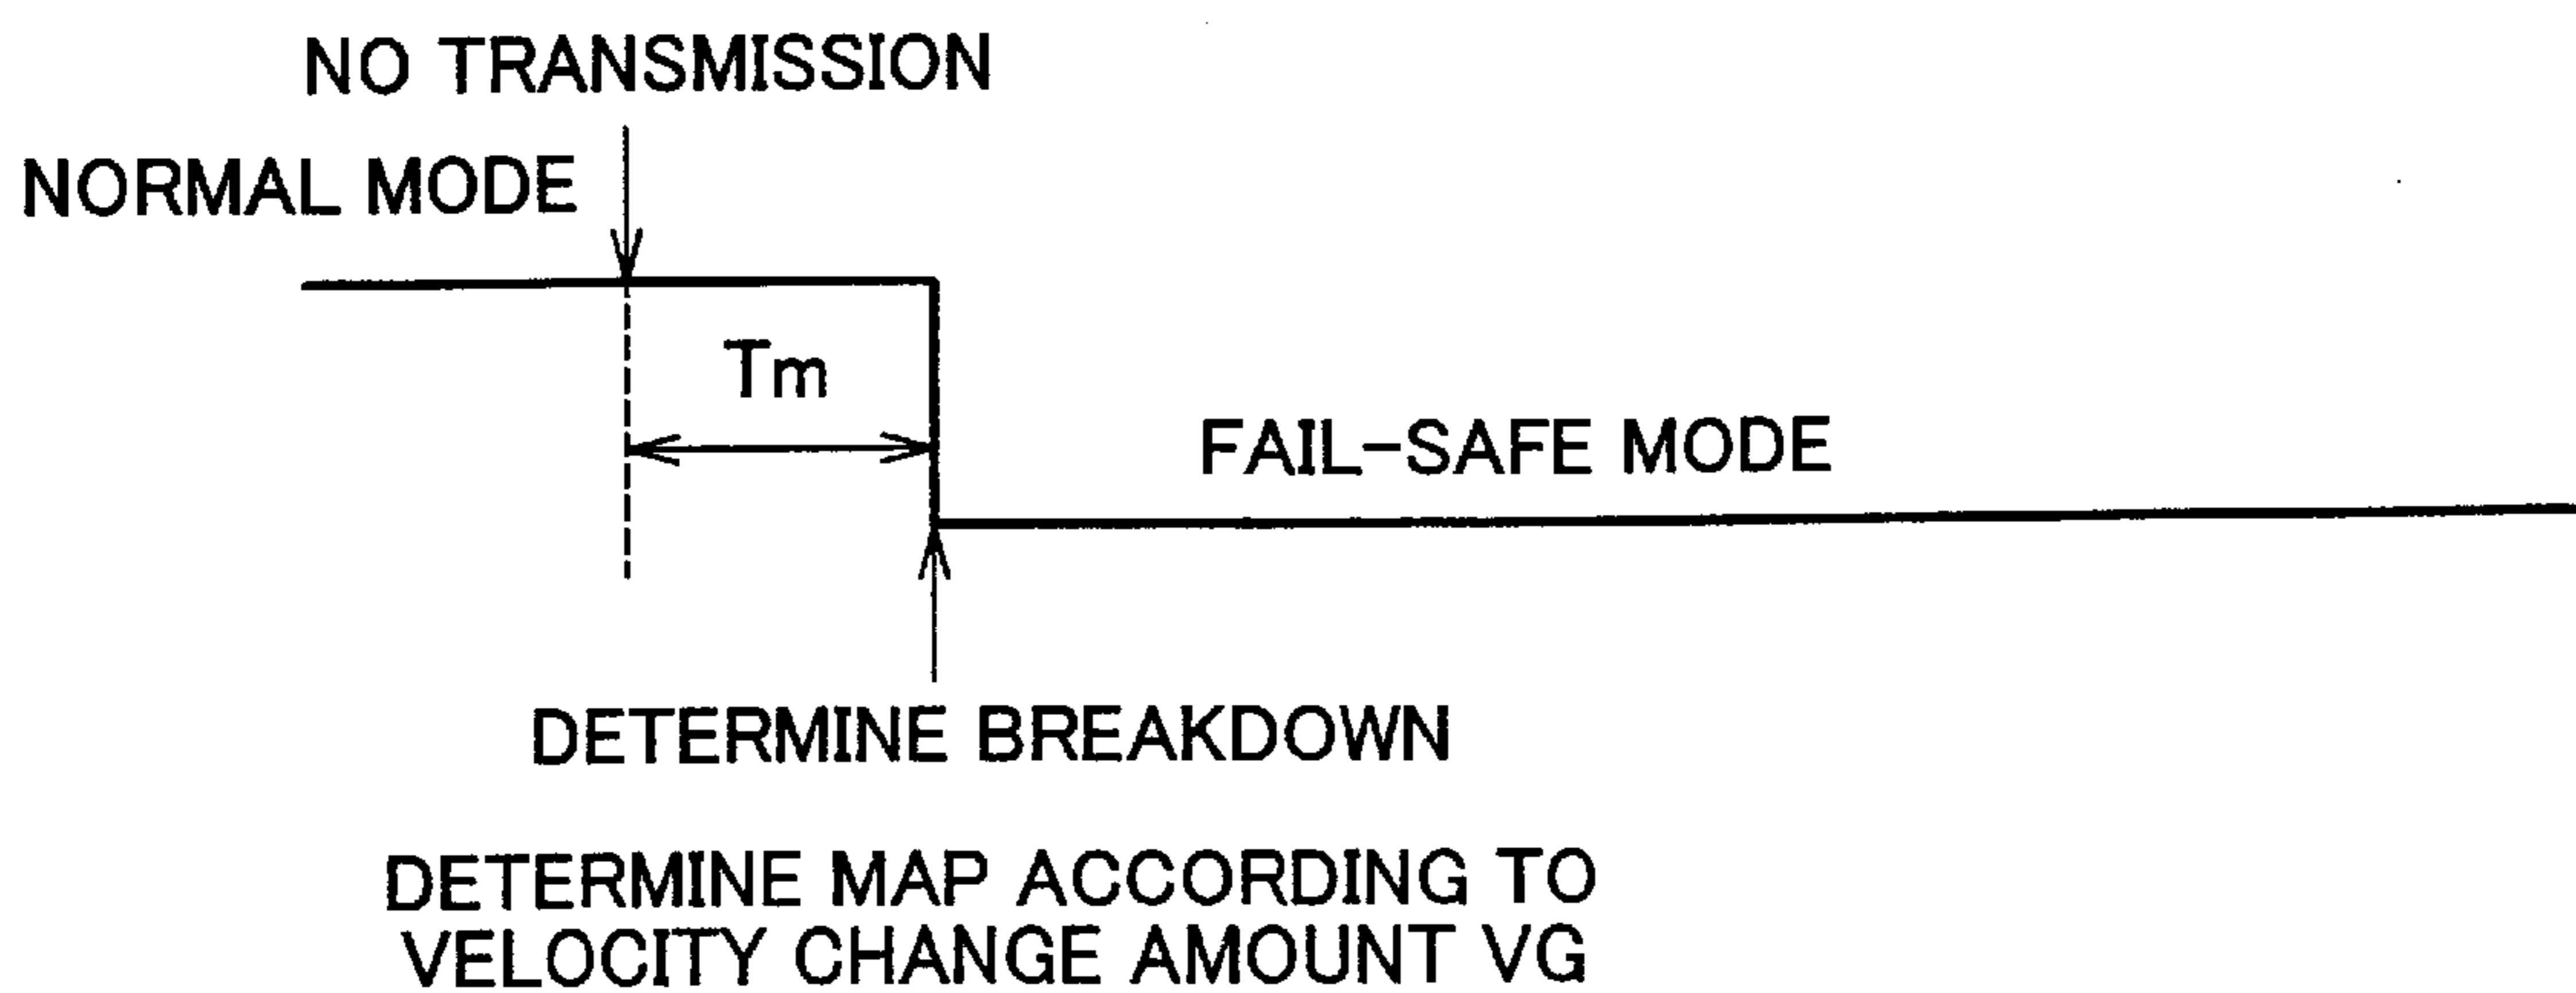 NO TRANSMISSION
NORMAL MODE
Tm
FAIL-SAFE MODE
DETERMINE BREAKDOWN
DETERMINE MAP ACCORDING TO
VELOCITY CHANGE AMOUNT VG